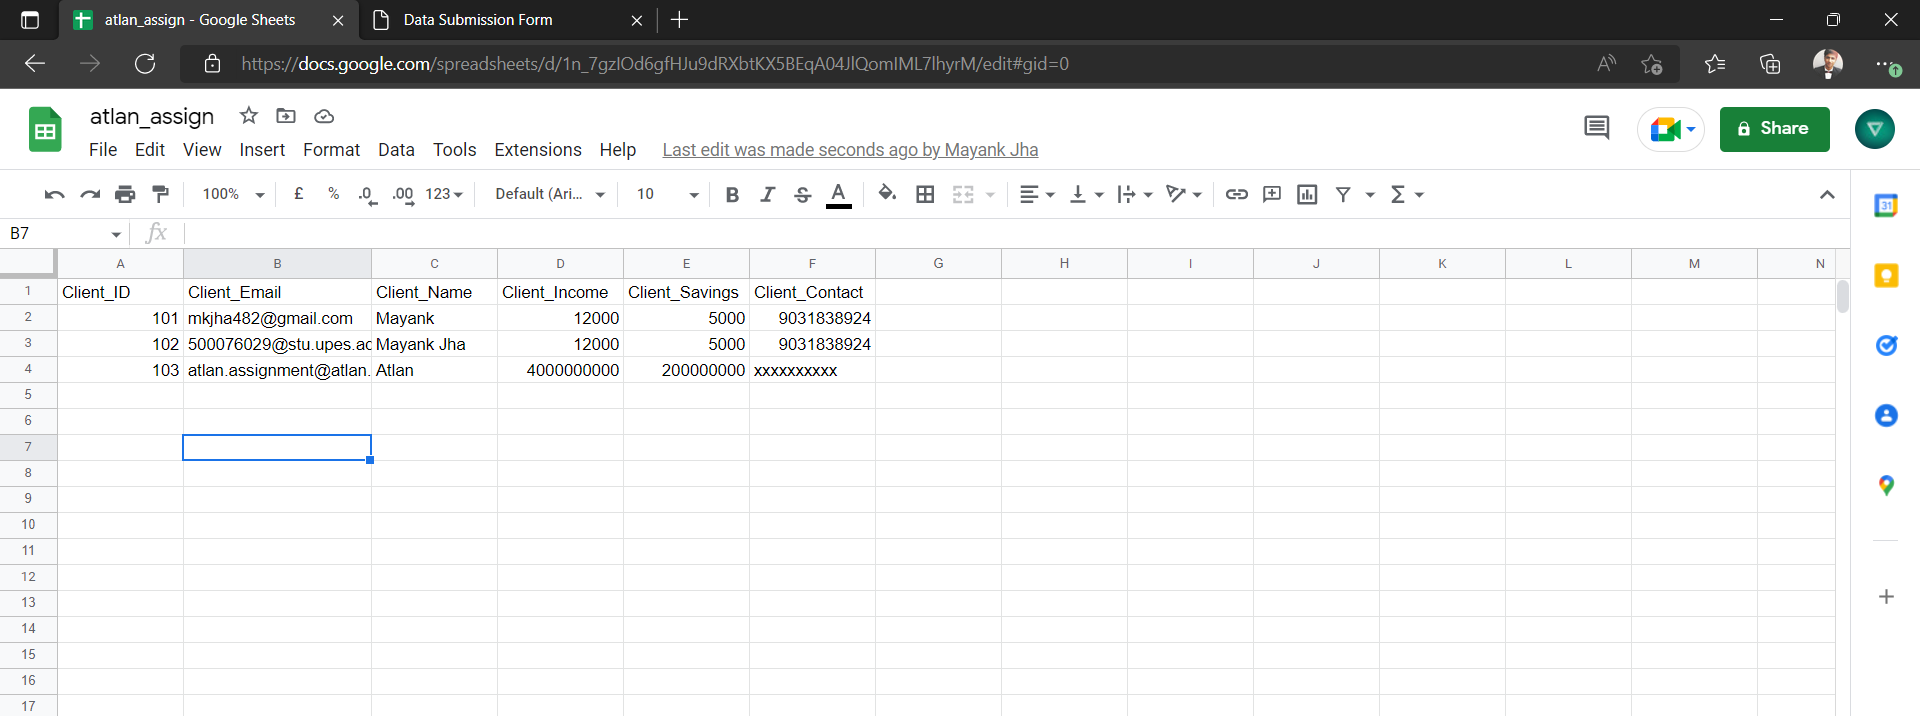 atlan_assign - Google Sheets
Data Submission Form
https://docs.google.com/spreadsheets/d/1n_7gzIOd6gfHJu9dRXbtKX5BEqA04JlQomIML7lhyrM/edit#gid=0
atlan_assign
File Edit View Insert Format Data Tools Extensions Help Last edit was made seconds ago by Mayank Jha
Share
100% £ % .0 .00 123 Default (Ari... 10 B I S A
31
B7 fx
A B C D E F G H I J K L M N
1 Client_ID Client_Email Client_Name Client_Income Client_Savings Client_Contact
2 101 mkjha482@gmail.com Mayank 12000 5000 9031838924
3 102 500076029@stu.upes.ac Mayank Jha 12000 5000 9031838924
4 103 atlan.assignment@atlan. Atlan 4000000000 200000000 xxxxxxxxxx
5
6
7
8
9
10
11
12
13
14
15
16
17